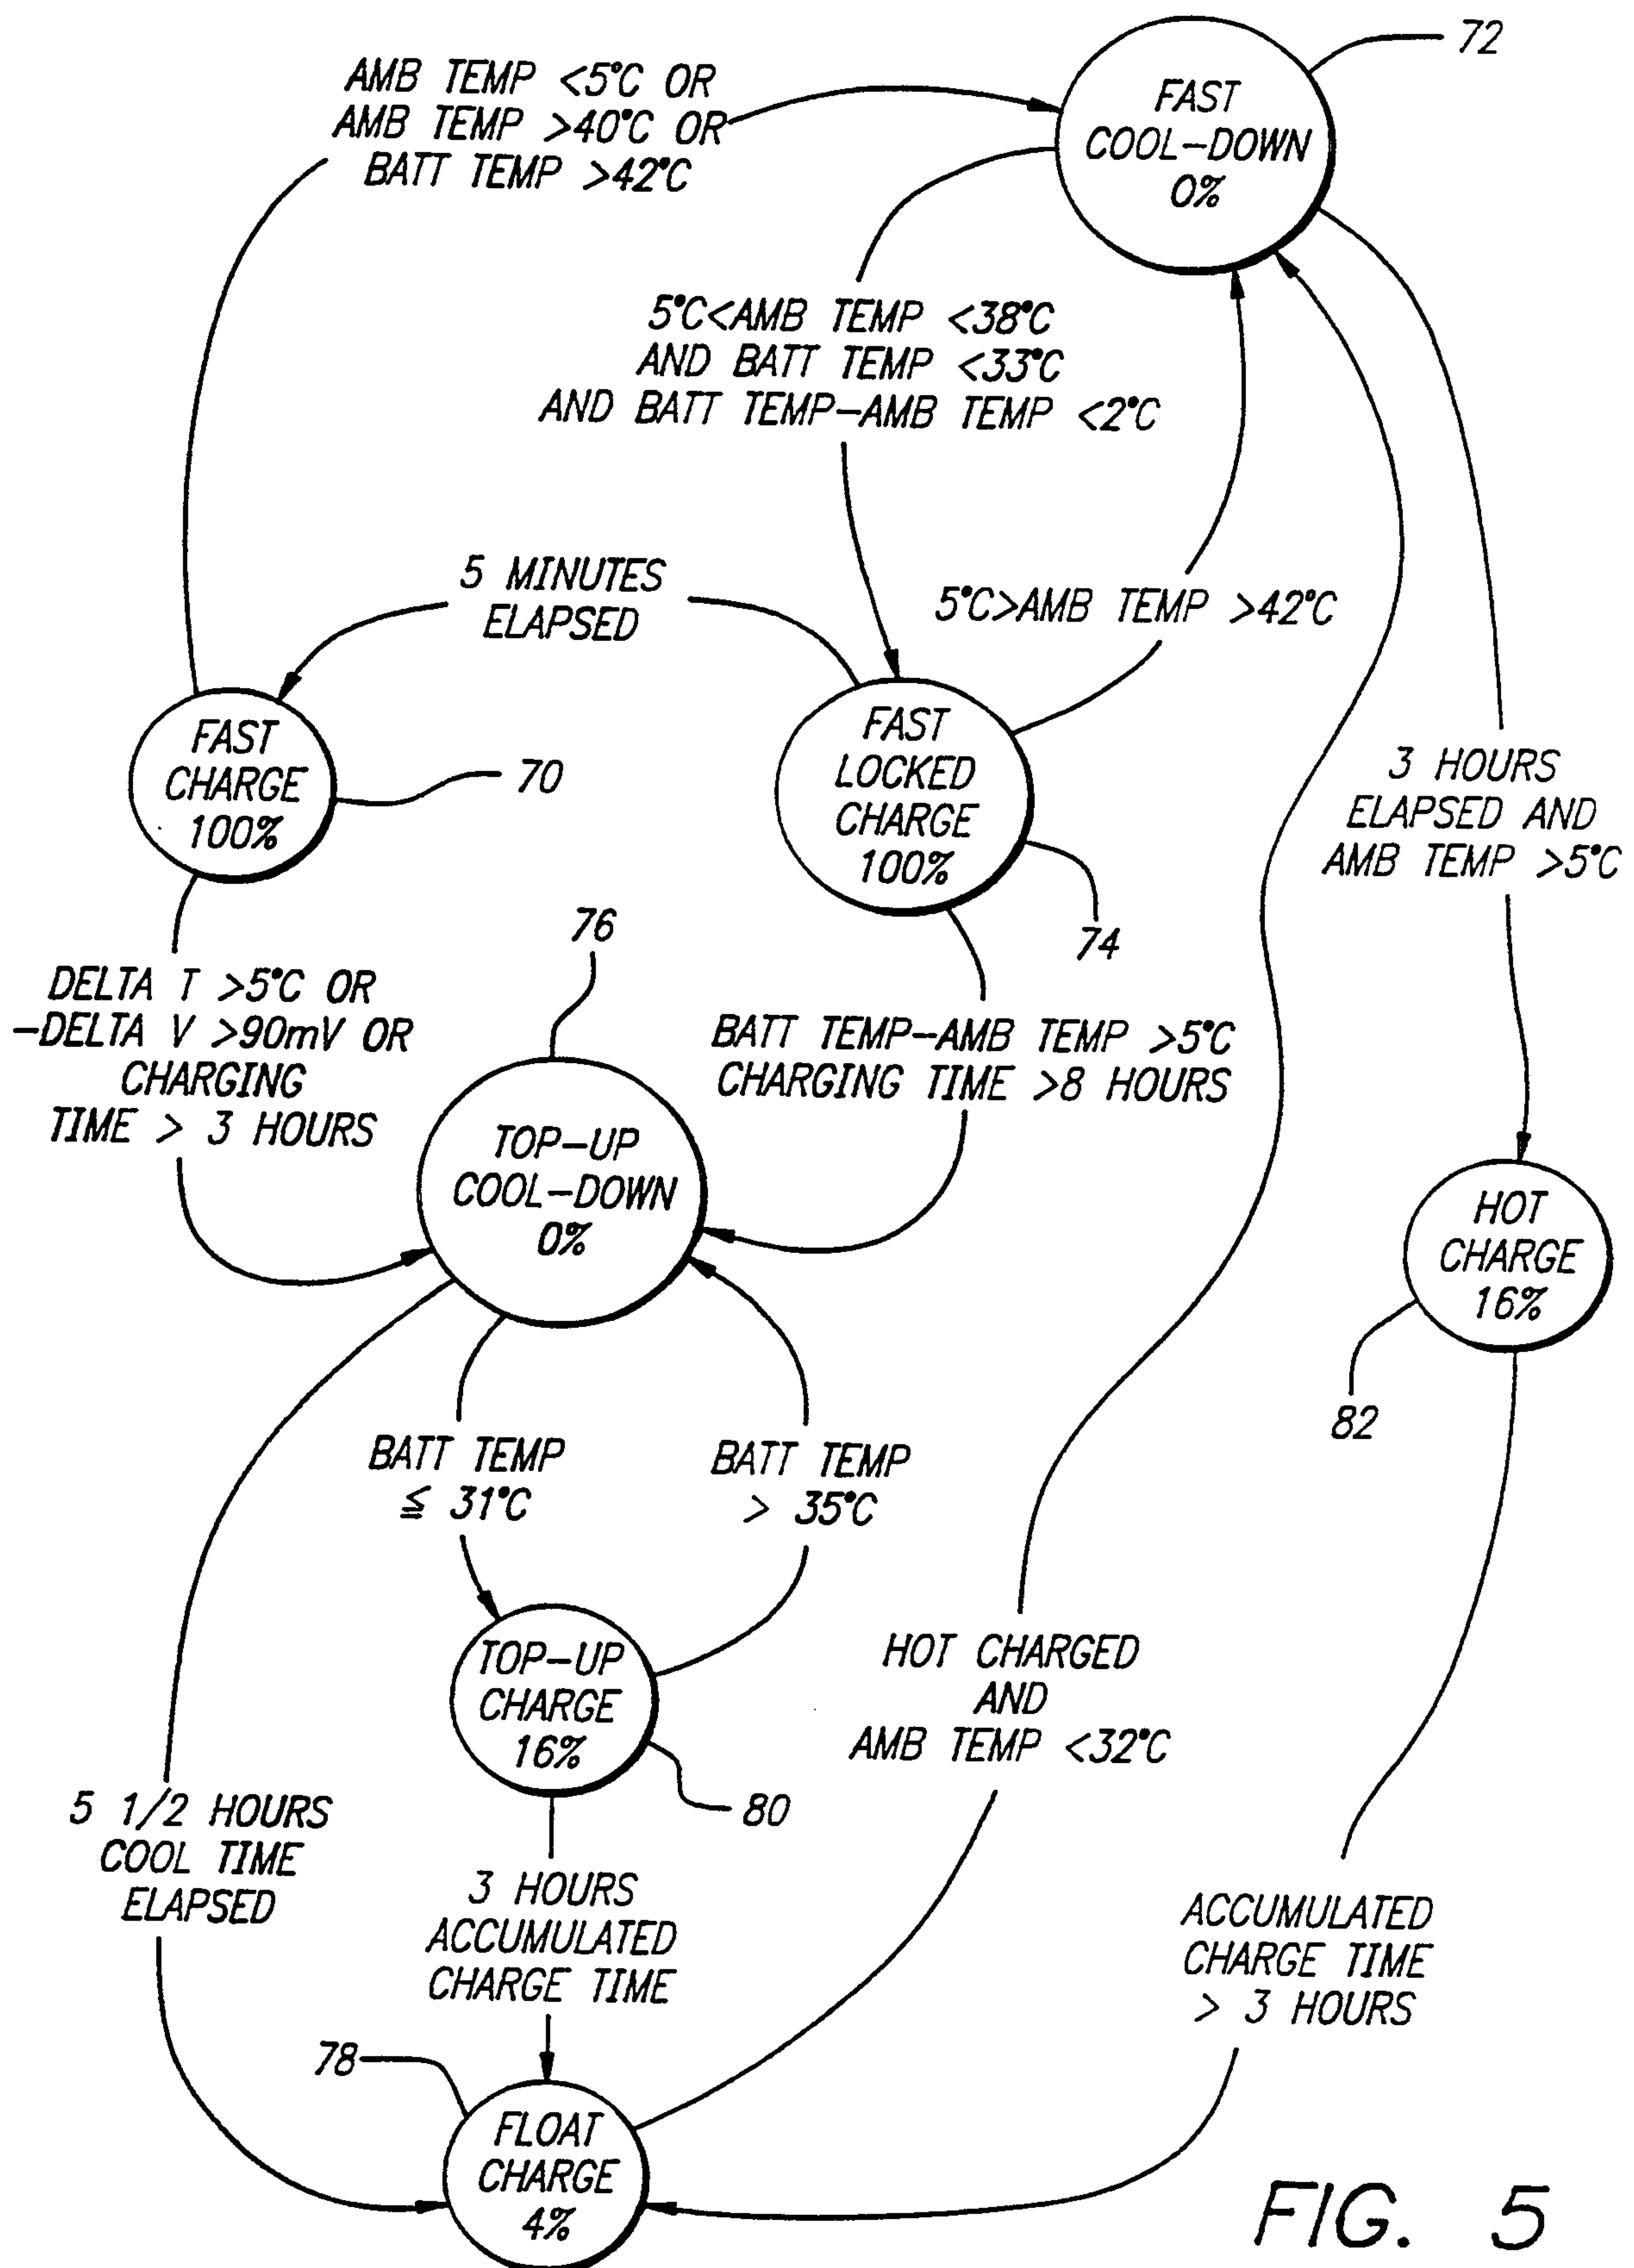 72
FAST
COOL-DOWN
0%
AMB TEMP <5°C OR
AMB TEMP >40°C OR
BATT TEMP >42°C
5°C<AMB TEMP <38°C
AND BATT TEMP <33°C
AND BATT TEMP-AMB TEMP <2°C
5 MINUTES
ELAPSED
5°C>AMB TEMP >42°C
FAST
CHARGE
100%
70
FAST
LOCKED
CHARGE
100%
74
3 HOURS
ELAPSED AND
AMB TEMP >5°C
76
DELTA T >5°C OR
-DELTA V >90mV OR
CHARGING
TIME > 3 HOURS
BATT TEMP-AMB TEMP >5°C
CHARGING TIME >8 HOURS
TOP-UP
COOL-DOWN
0%
HOT
CHARGE
16%
82
BATT TEMP
≦ 31°C
BATT TEMP
> 35°C
TOP-UP
CHARGE
16%
80
HOT CHARGED
AND
AMB TEMP <32°C
5 1/2 HOURS
COOL TIME
ELAPSED
3 HOURS
ACCUMULATED
CHARGE TIME
ACCUMULATED
CHARGE TIME
> 3 HOURS
78
FLOAT
CHARGE
4%
FIG. 5